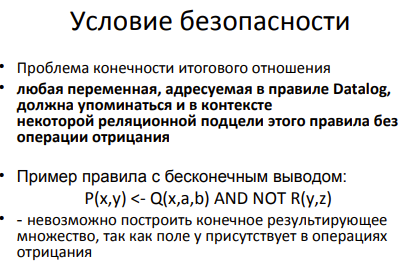 Условие безопасности
• Проблема конечности итогового отношения
• любая переменная, адресуемая в правиле Datalog,
должна упоминаться и в контексте
некоторой реляционной подцели этого правила без
операции отрицания
• Пример правила с бесконечным выводом:
P(x,y) <- Q(x,a,b) AND NOT R(y,z)
• - невозможно построить конечное результирующее
множество, так как поле y присутствует в операциях
отрицания